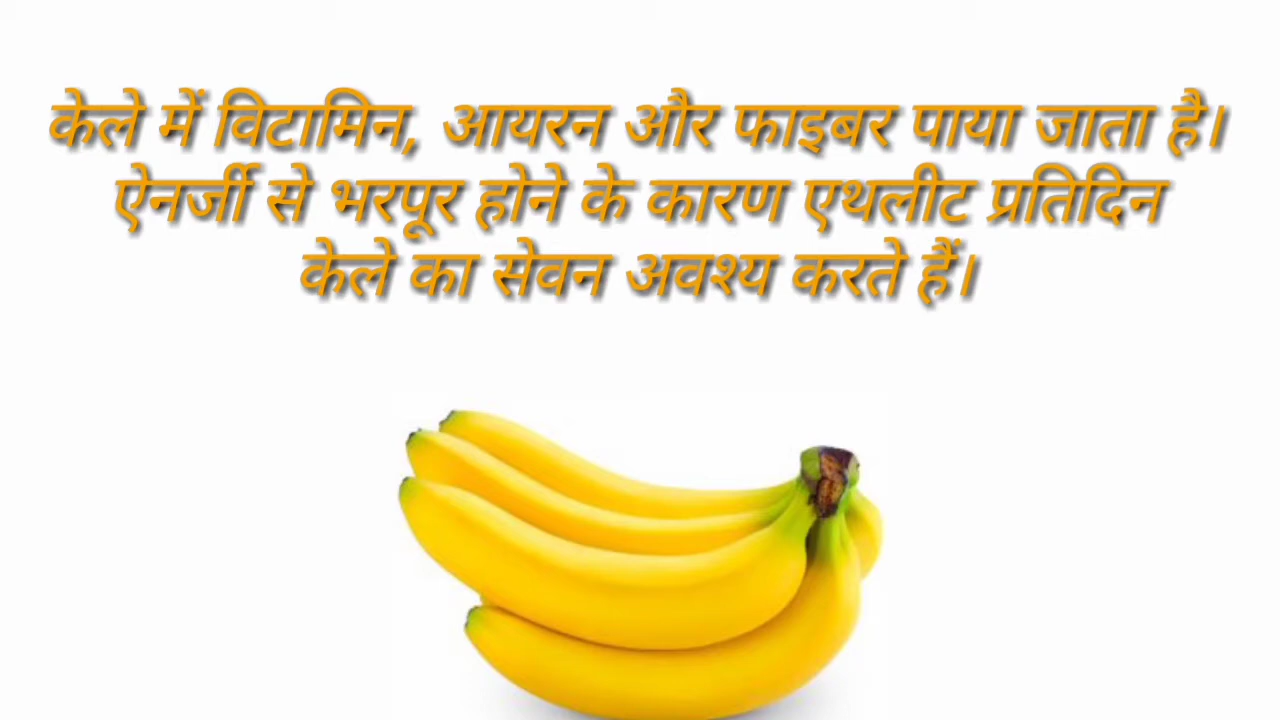 केले में विटामिन, आयरन और फाइबर पाया जाता है।
ऐनर्जी से भरपूर होने के कारण एथलीट प्रतिदिन
केले का सेवन अवश्य करते हैं।